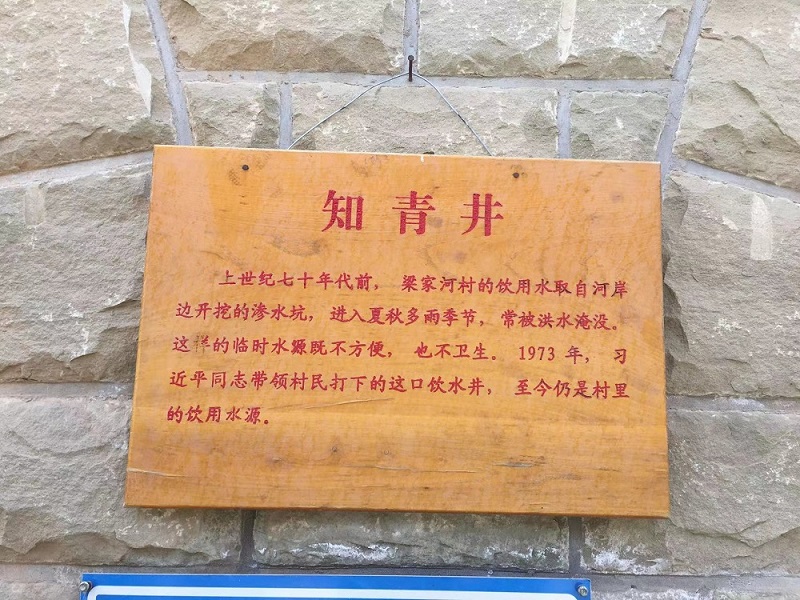 知青井
上世纪七十年代前，梁家河村的饮用水取自河岸
边开挖的渗水坑，进入夏秋多雨季节，常被洪水淹没。
这样的临时水源既不方便，也不卫生。1973年，习
近平同志带领村民打下的这口饮水井，至今仍是村里
的饮用水源。